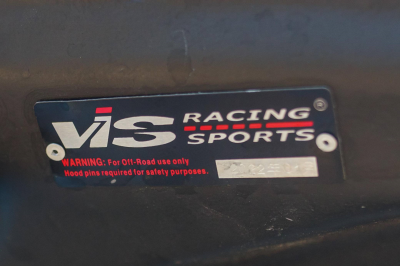 VIS RACING
SPORTS
WARNING: For Off-Road use only
Hood pins required for safety purposes.